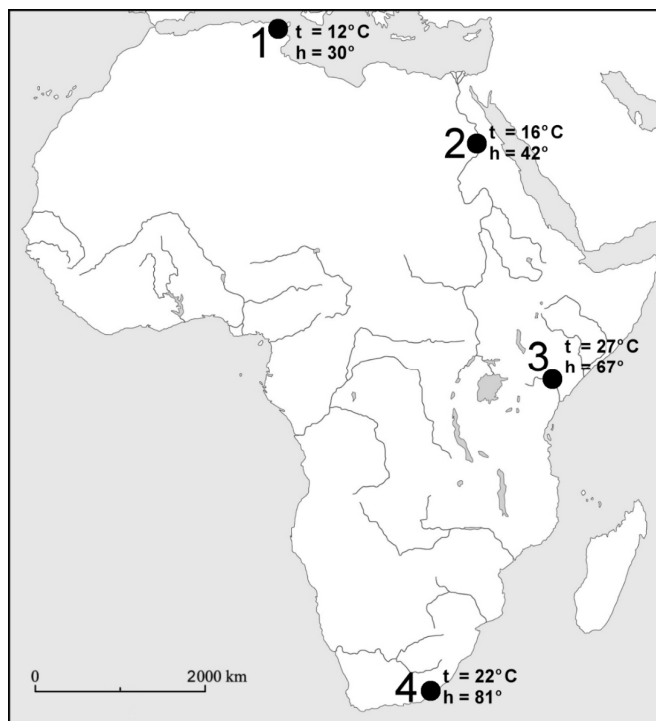 1 t = 12°C
h = 30°
2 t = 16°C
h = 42°
3 t = 27°C
h = 67°
0 2000 km
4 t = 22°C
h = 81°